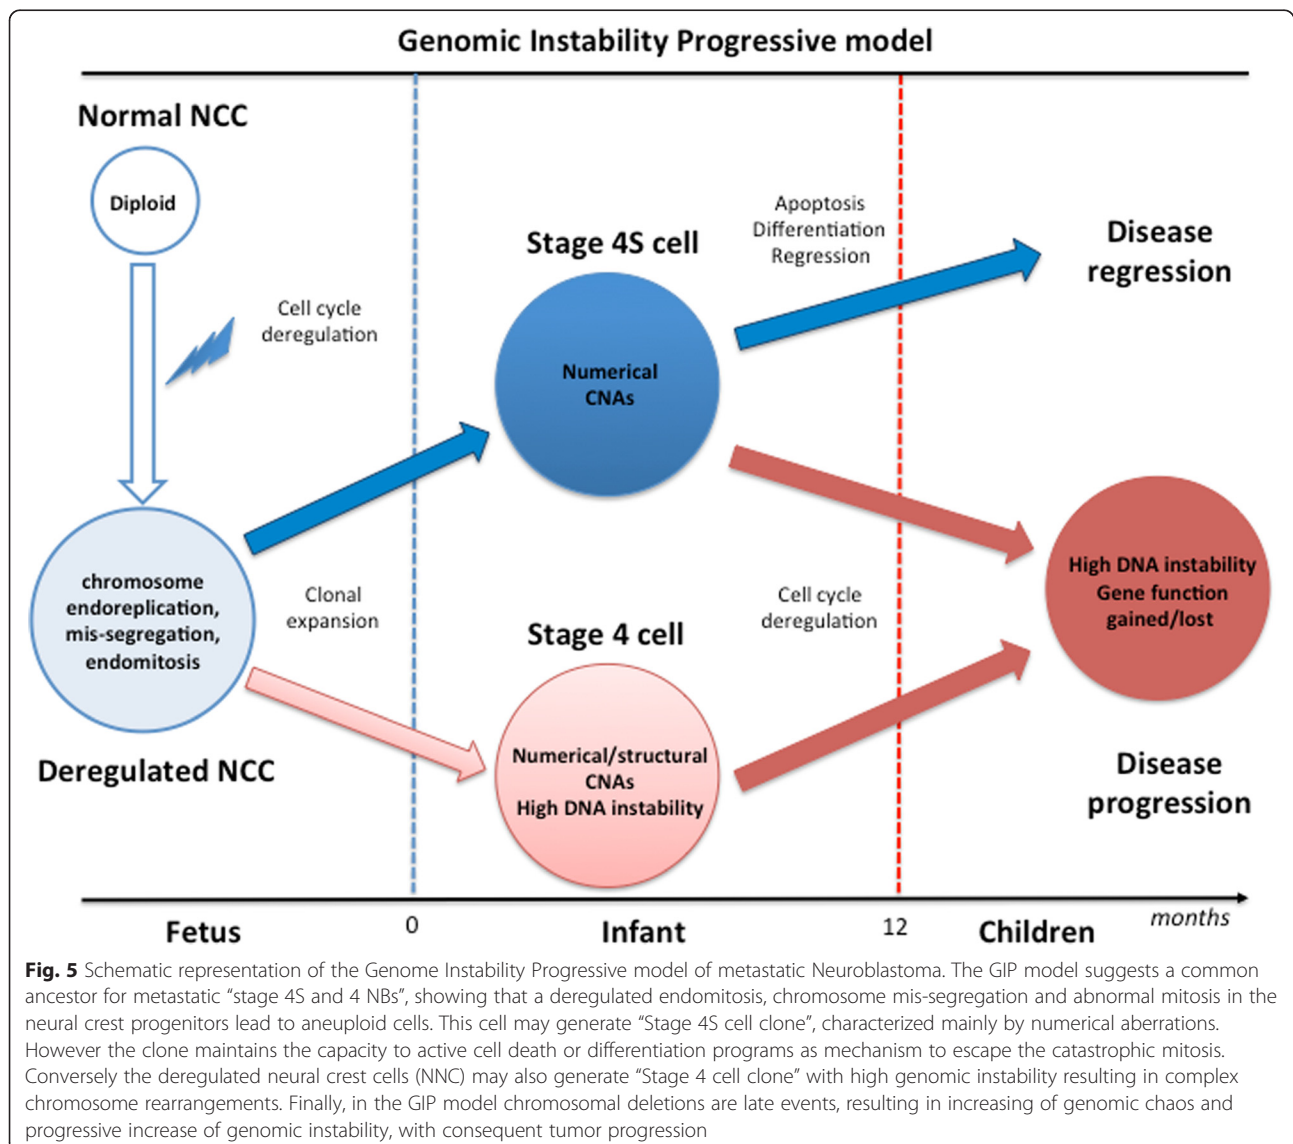 Genomic Instability Progressive model
Normal NCC
Diploid
Cell cycle
deregulation
chromosome
endoreplication,
mis-segregation,
endomitosis
Deregulated NCC
Clonal
expansion
Stage 4S cell
Numerical
CNAs
Stage 4 cell
Numerical/structural
CNAs
High DNA instability
Apoptosis
Differentiation
Regression
Disease
regression
Cell cycle
deregulation
High DNA instability
Gene function
gained/lost
Disease
progression
Fetus
0
Infant
12
Children
months
Fig. 5 Schematic representation of the Genome Instability Progressive model of metastatic Neuroblastoma. The GIP model suggests a common
ancestor for metastatic “stage 4S and 4 NBs”, showing that a deregulated endomitosis, chromosome mis-segregation and abnormal mitosis in the
neural crest progenitors lead to aneuploid cells. This cell may generate “Stage 4S cell clone”, characterized mainly by numerical aberrations.
However the clone maintains the capacity to active cell death or differentiation programs as mechanism to escape the catastrophic mitosis.
Conversely the deregulated neural crest cells (NNC) may also generate “Stage 4 cell clone” with high genomic instability resulting in complex
chromosome rearrangements. Finally, in the GIP model chromosomal deletions are late events, resulting in increasing of genomic chaos and
progressive increase of genomic instability, with consequent tumor progression